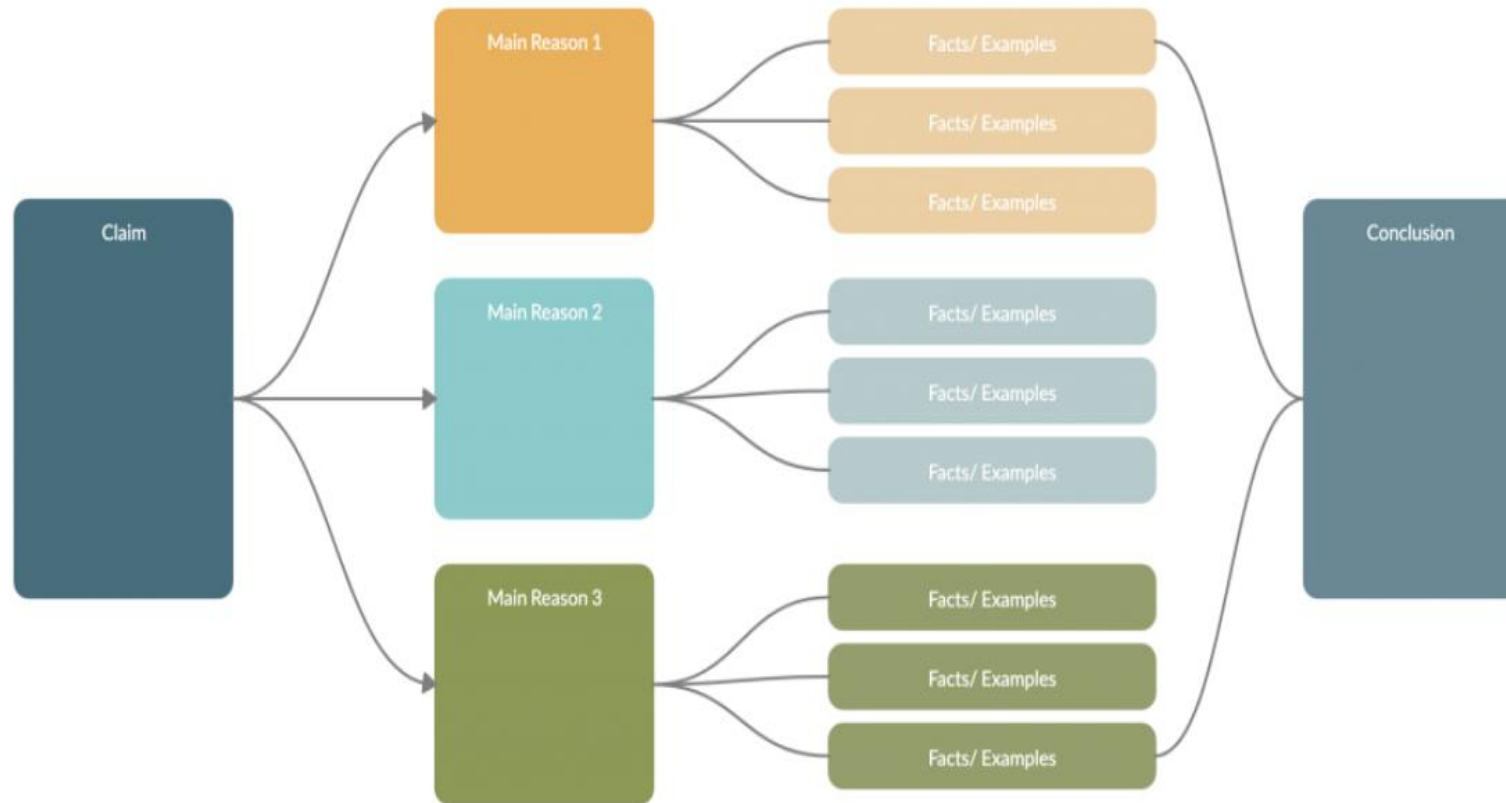 Claim
Main Reason 1
Facts/ Examples
Facts/ Examples
Facts/ Examples
Main Reason 2
Facts/ Examples
Facts/ Examples
Facts/ Examples
Main Reason 3
Facts/ Examples
Facts/ Examples
Facts/ Examples
Conclusion